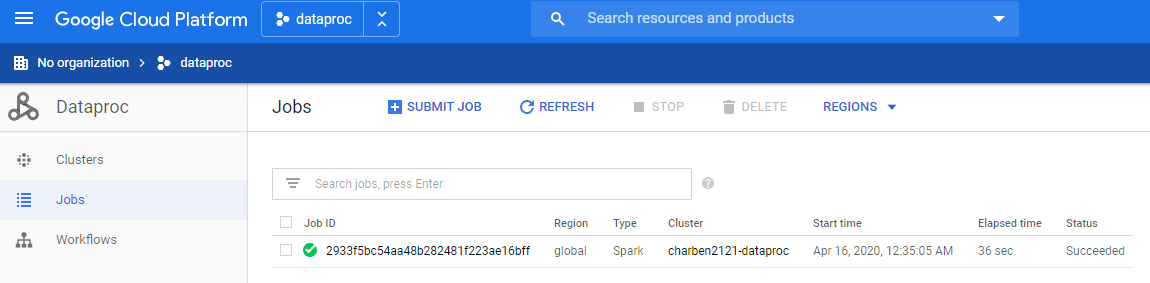 Google Cloud Platform dataproc Search resources and products
No organization dataproc
Dataproc
Jobs SUBMIT JOB REFRESH STOP DELETE REGIONS
Clusters
Jobs
Workflows
Search jobs, press Enter ?
Job ID Region Type Cluster Start time Elapsed time Status
2933f5bc54aa48b282481f223ae16bff global Spark charben2121-dataproc Apr 16, 2020, 12:35:05 AM 36 sec Succeeded